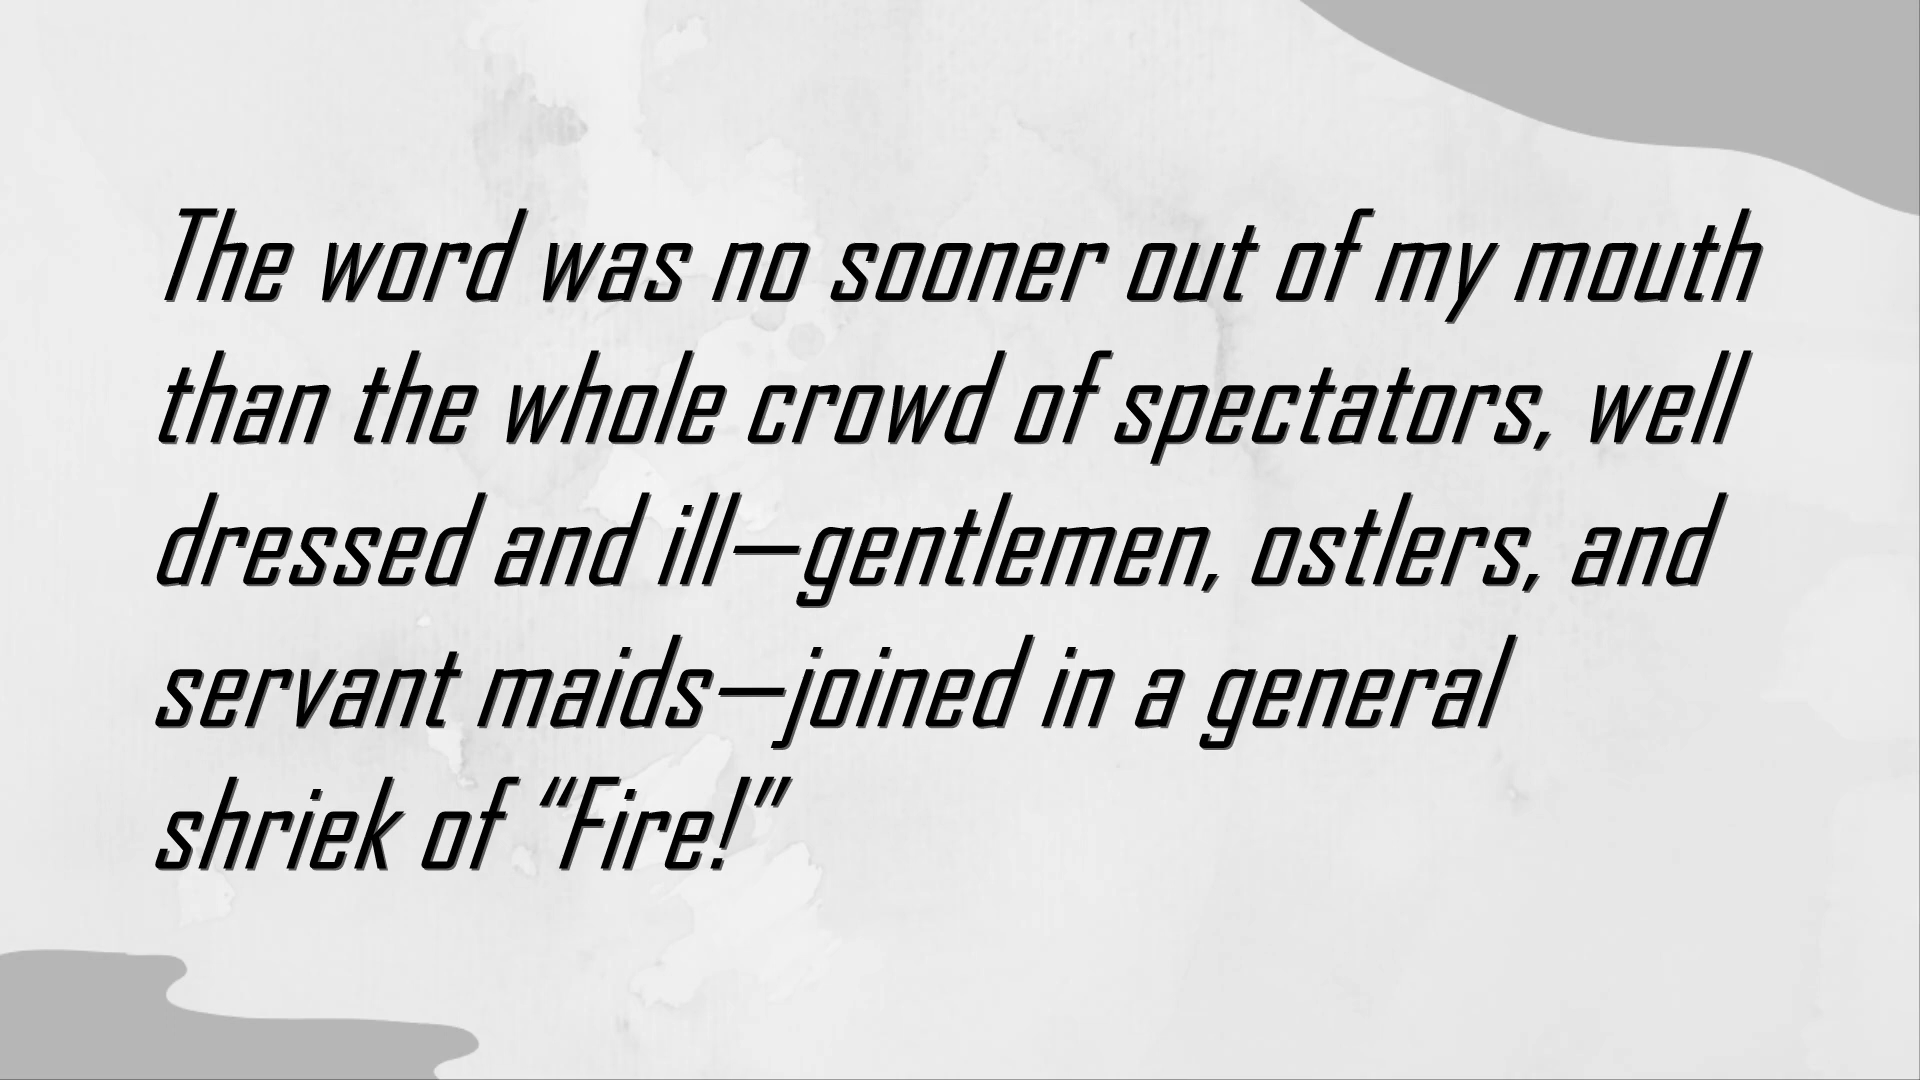 The word was no sooner out of my mouth
than the whole crowd of spectators, well
dressed and ill—gentlemen, ostlers, and
servant maids—joined in a general
shriek of “Fire!”